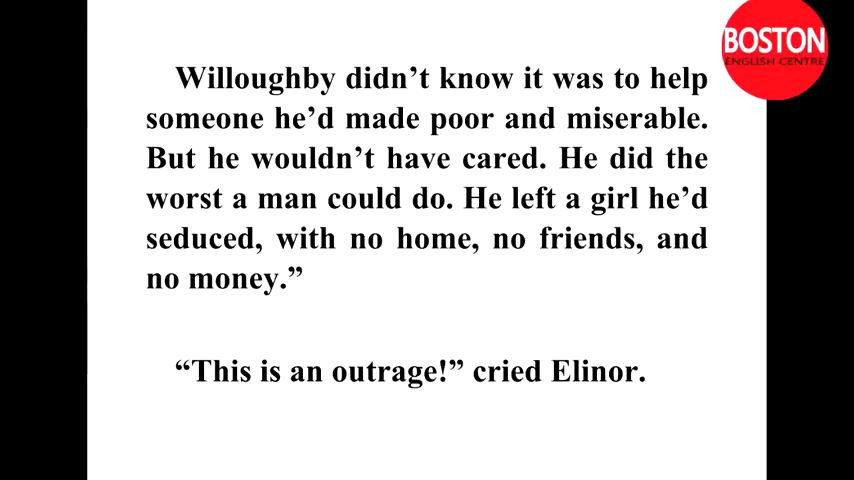 BOSTON
ENGLISH CENTRE
Willoughby didn’t know it was to help
someone he’d made poor and miserable.
But he wouldn’t have cared. He did the
worst a man could do. He left a girl he’d
seduced, with no home, no friends, and
no money.”
“This is an outrage!” cried Elinor.